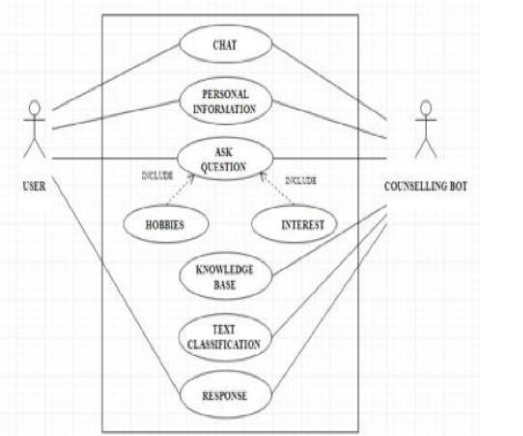 CHAT
PERSONAL
INFORMATION
ASK
QUESTION
INCLUDE
INCLUDE
USER
COUNSELLING BOT
HOBBIES
INTEREST
KNOWLEDGE
BASE
TEXT
CLASSIFICATION
RESPONSE